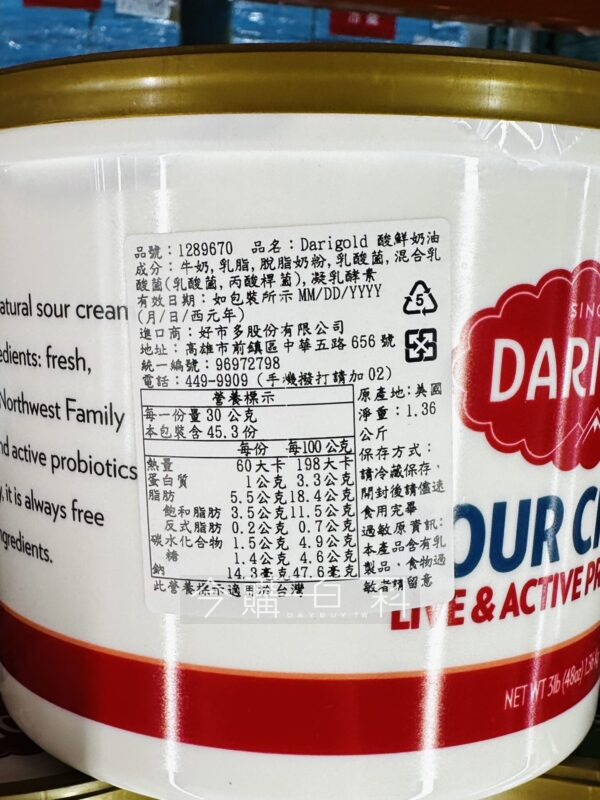 品號：1289670 品名：Darigold 酸鮮奶油
成分：牛奶,乳脂,脫脂奶粉,乳酸菌,混合乳
酸菌(乳酸菌,丙酸桿菌),凝乳酵素
有效日期：如包裝所示 MM/DD/YYYY
(月/日/西元年)
進口商：好市多股份有限公司
地址：高雄市前鎮區中華五路 656 號
統一編號：96972798
電話：449-9909 (手機撥打請加 02)
5
營養標示
每一份量 30 公克
本包裝含 45.3 份
每份 每100公克
熱量 60大卡 198大卡
蛋白質 1公克 3.3公克
脂肪 5.5公克 18.4公克
飽和脂肪 3.5公克 11.5公克
反式脂肪 0.2公克 0.7公克
碳水化合物 1.5公克 4.9公克
糖 1.4公克 4.6公克
鈉 14.3毫克 47.6毫克
此營養標示適用於台灣
原產地:美國
淨重：1.36
公斤
保存方式：
請冷藏保存，
開封後請儘速
食用完畢
過敏原資訊：
本產品含有乳
製品，食物過
敏者請留意
atural sour cream
edients: fresh,
Northwest Family
nd active probiotics
, it is always free
ngredients.
SINC
DARI
OUR C
LIVE & ACTIVE PR
NET WT 3lb (48oz) 1.36
今購百科
DAYBUY.TW